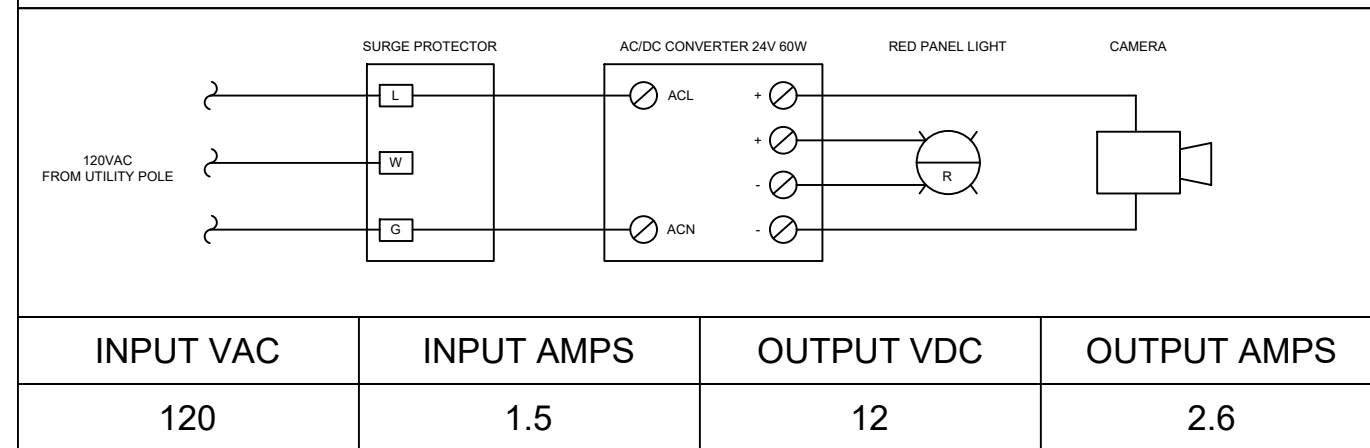 SURGE PROTECTOR
AC/DC CONVERTER 24V 60W
RED PANEL LIGHT
CAMERA
L
ACL
+
+
120VAC
FROM UTILITY POLE
W
-
R
G
ACN
-
INPUT VAC
INPUT AMPS
OUTPUT VDC
OUTPUT AMPS
120
1.5
12
2.6